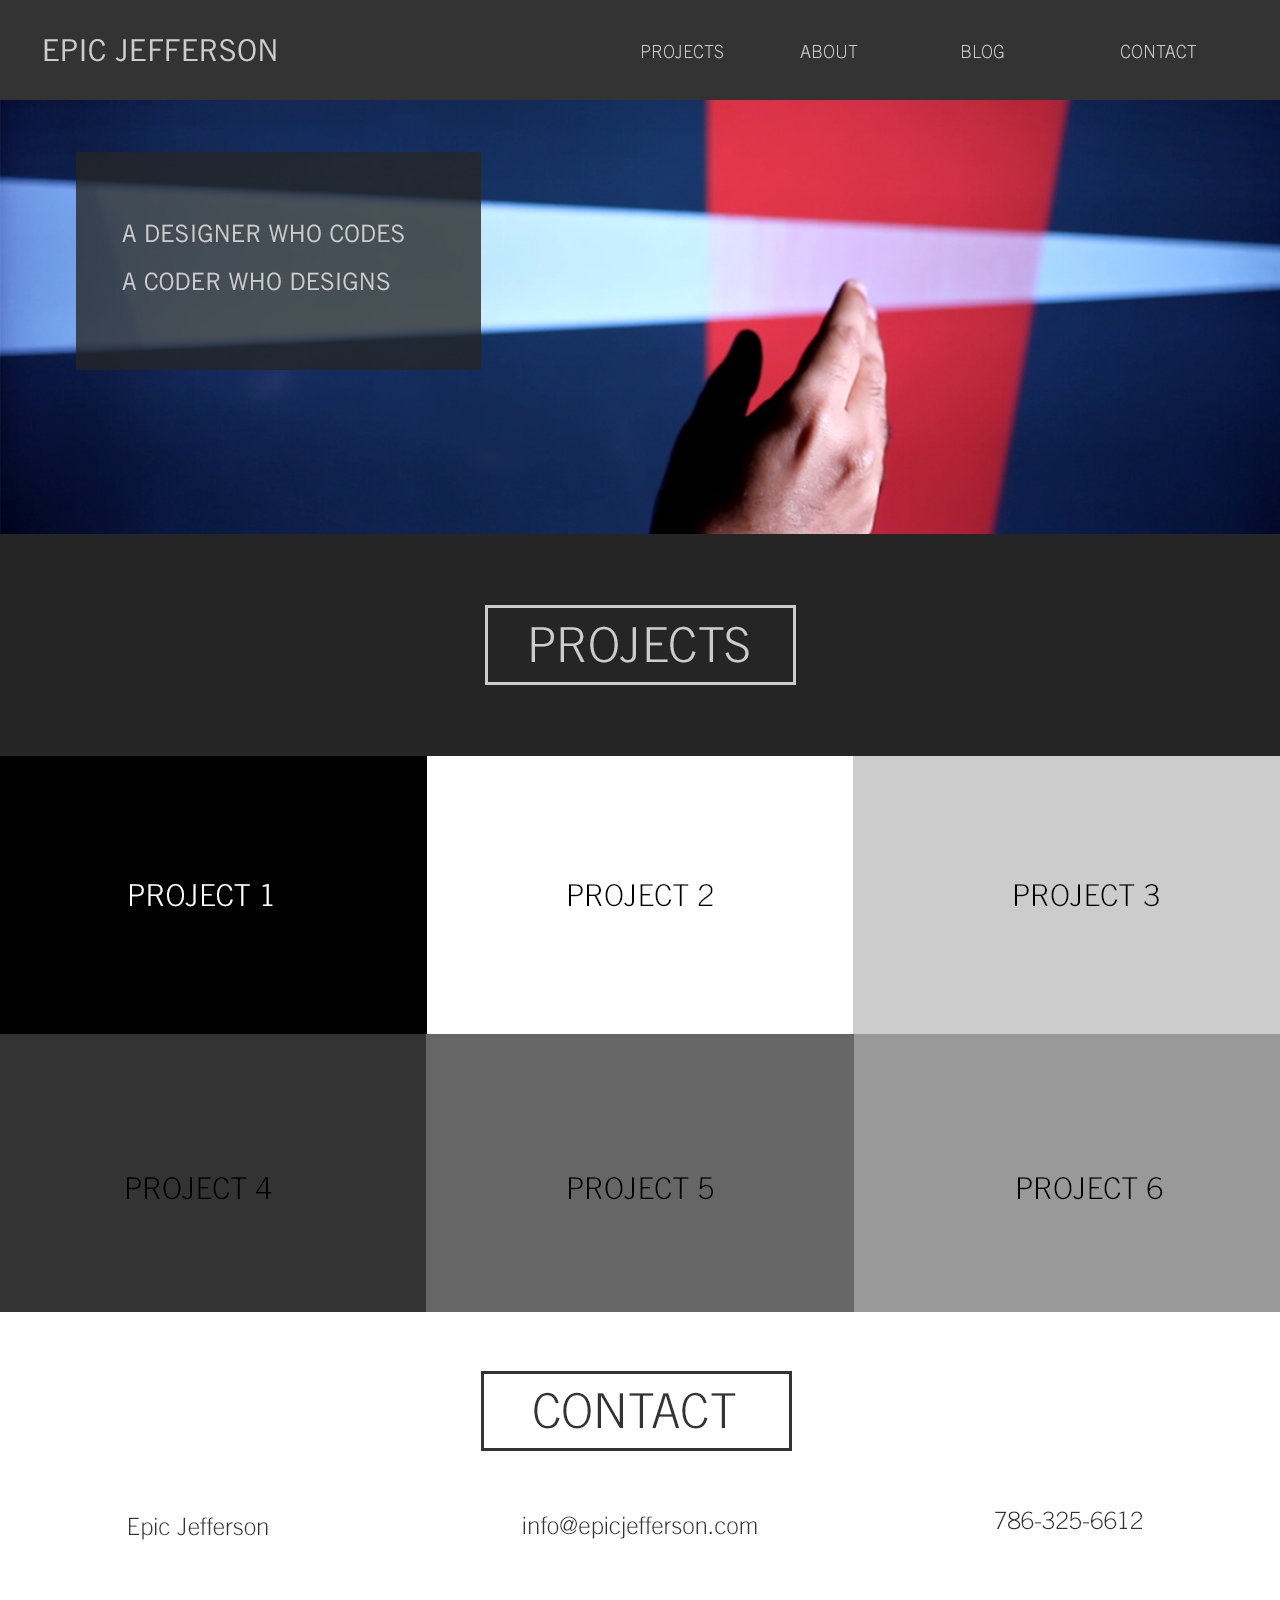 EPIC JEFFERSON
PROJECTS ABOUT BLOG CONTACT
A DESIGNER WHO CODES
A CODER WHO DESIGNS
PROJECTS
PROJECT 1 PROJECT 2 PROJECT 3
PROJECT 4 PROJECT 5 PROJECT 6
CONTACT
Epic Jefferson info@epicjefferson.com 786-325-6612